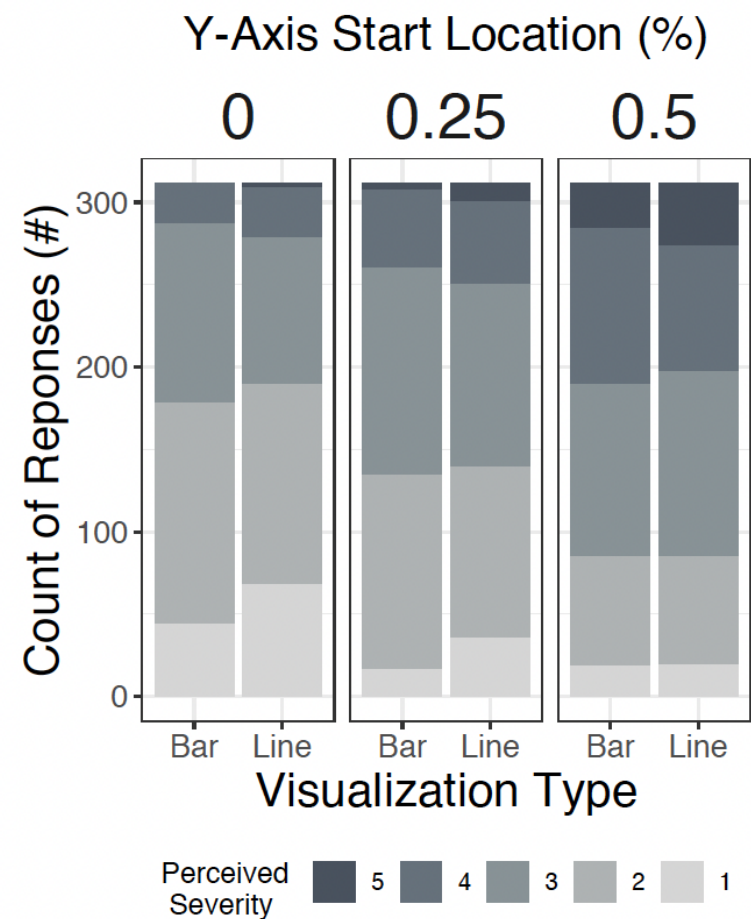 Y-Axis Start Location (%)
0 0.25 0.5
Count of Reponses (#)
300
200
100
0
Bar Line Bar Line Bar Line
Visualization Type
Perceived
Severity
5 4 3 2 1